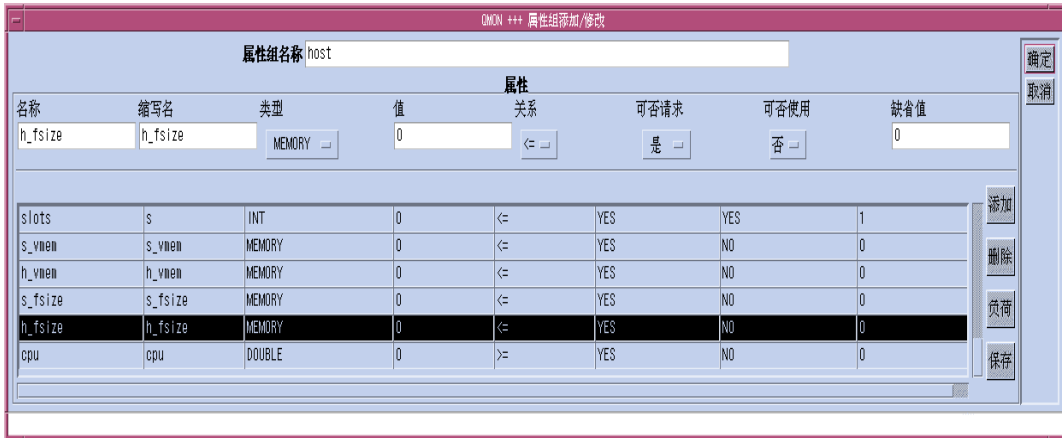 QMON +++ 属性组添加/修改
属性组名称 host
确定
取消
属性
名称 缩写名 类型 值 关系 可否请求 可否使用 缺省值
h_fsize h_fsize MEMORY 0 <= 是 否 0
添加
删除
负荷
保存
slots s INT 0 <= YES YES 1
s_vmem s_vmem MEMORY 0 <= YES NO 0
h_vmem h_vmem MEMORY 0 <= YES NO 0
s_fsize s_fsize MEMORY 0 <= YES NO 0
h_fsize h_fsize MEMORY 0 <= YES NO 0
cpu cpu DOUBLE 0 >= YES NO 0